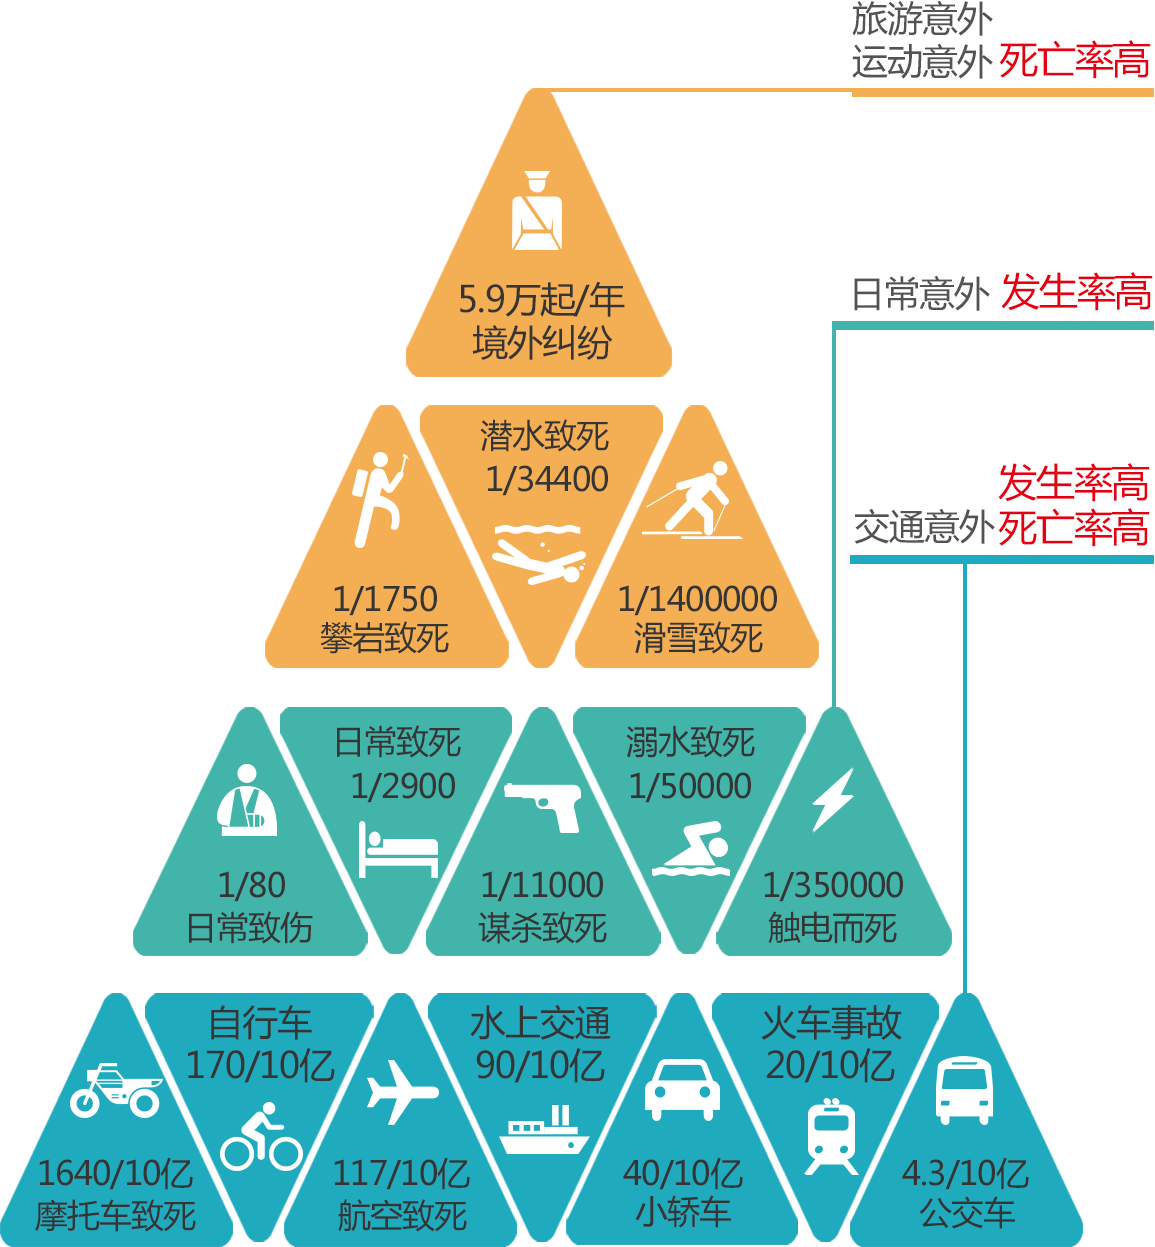 旅游意外
运动意外 死亡率高
5.9万起/年
境外纠纷
日常意外 发生率高
潜水致死
1/34400
1/1750
攀岩致死
1/1400000
滑雪致死
发生率高
交通意外 死亡率高
日常致死
1/2900
溺水致死
1/50000
1/80
日常致伤
1/11000
谋杀致死
1/350000
触电而死
自行车
170/10亿
水上交通
90/10亿
火车事故
20/10亿
1640/10亿
摩托车致死
117/10亿
航空致死
40/10亿
小轿车
4.3/10亿
公交车